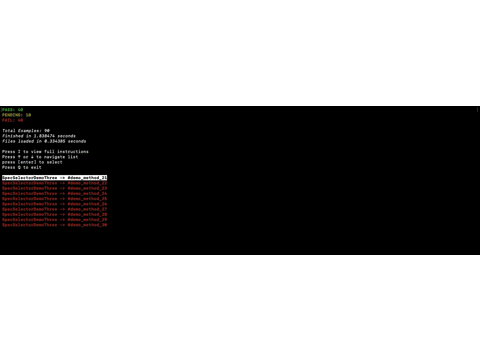 PASS: 40
PENDING: 10
FAIL: 40
Total Examples: 90
Finished in 1.010474 seconds
Files loaded in 0.334305 seconds
Press I to view full instructions
Press ↑ or ↓ to navigate list
press [enter] to select
Press Q to exit
SpecSelectorDemoThree -> #demo_method_21
SpecSelectorDemoThree -> #demo_method_22
SpecSelectorDemoThree -> #demo_method_23
SpecSelectorDemoThree -> #demo_method_24
SpecSelectorDemoThree -> #demo_method_25
SpecSelectorDemoThree -> #demo_method_26
SpecSelectorDemoThree -> #demo_method_27
SpecSelectorDemoThree -> #demo_method_28
SpecSelectorDemoThree -> #demo_method_29
SpecSelectorDemoThree -> #demo_method_30